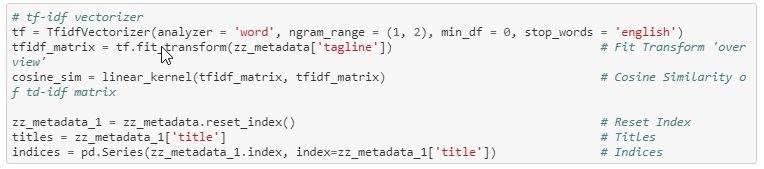 # tf-idf vectorizer
tf = TfidfVectorizer(analyzer = 'word', ngram_range = (1, 2), min_df = 0, stop_words = 'english')
tfidf_matrix = tf.fit_transform(zz_metadata['tagline']) # Fit Transform 'over
view'
cosine_sim = linear_kernel(tfidf_matrix, tfidf_matrix) # Cosine Similarity o
f td-idf matrix
zz_metadata_1 = zz_metadata.reset_index() # Reset Index
titles = zz_metadata_1['title'] # Titles
indices = pd.Series(zz_metadata_1.index, index=zz_metadata_1['title']) # Indices